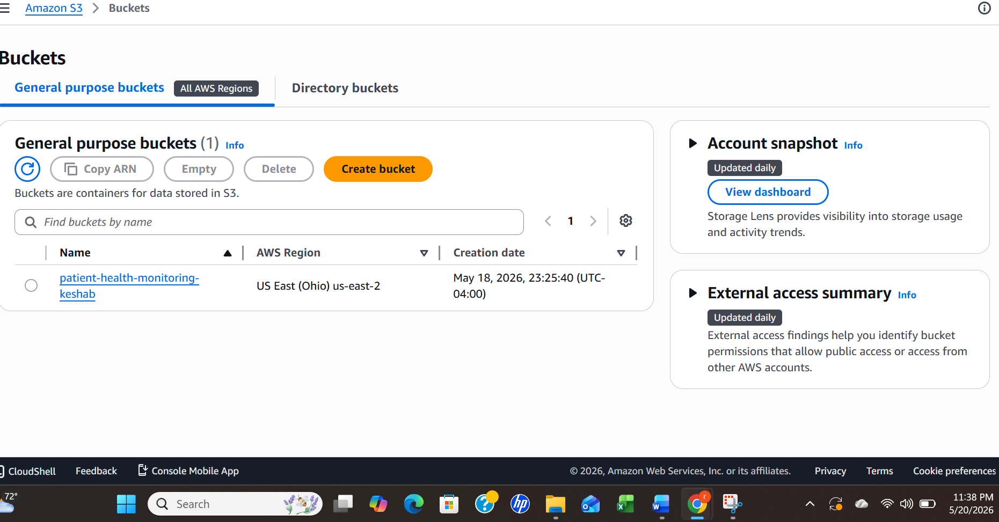 Amazon S3 > Buckets
Buckets
General purpose buckets All AWS Regions Directory buckets
General purpose buckets (1) Info
Copy ARN Empty Delete Create bucket
Buckets are containers for data stored in S3.
Find buckets by name
1
Name AWS Region Creation date
patient-health-monitoring-
keshab
US East (Ohio) us-east-2
May 18, 2026, 23:25:40 (UTC-
04:00)
Account snapshot Info
Updated daily
View dashboard
Storage Lens provides visibility into storage usage
and activity trends.
External access summary Info
Updated daily
External access findings help you identify bucket
permissions that allow public access or access from
other AWS accounts.
CloudShell Feedback Console Mobile App © 2026, Amazon Web Services, Inc. or its affiliates. Privacy Terms Cookie preferences
72°
Search
hp
r
11:38 PM
5/20/2026